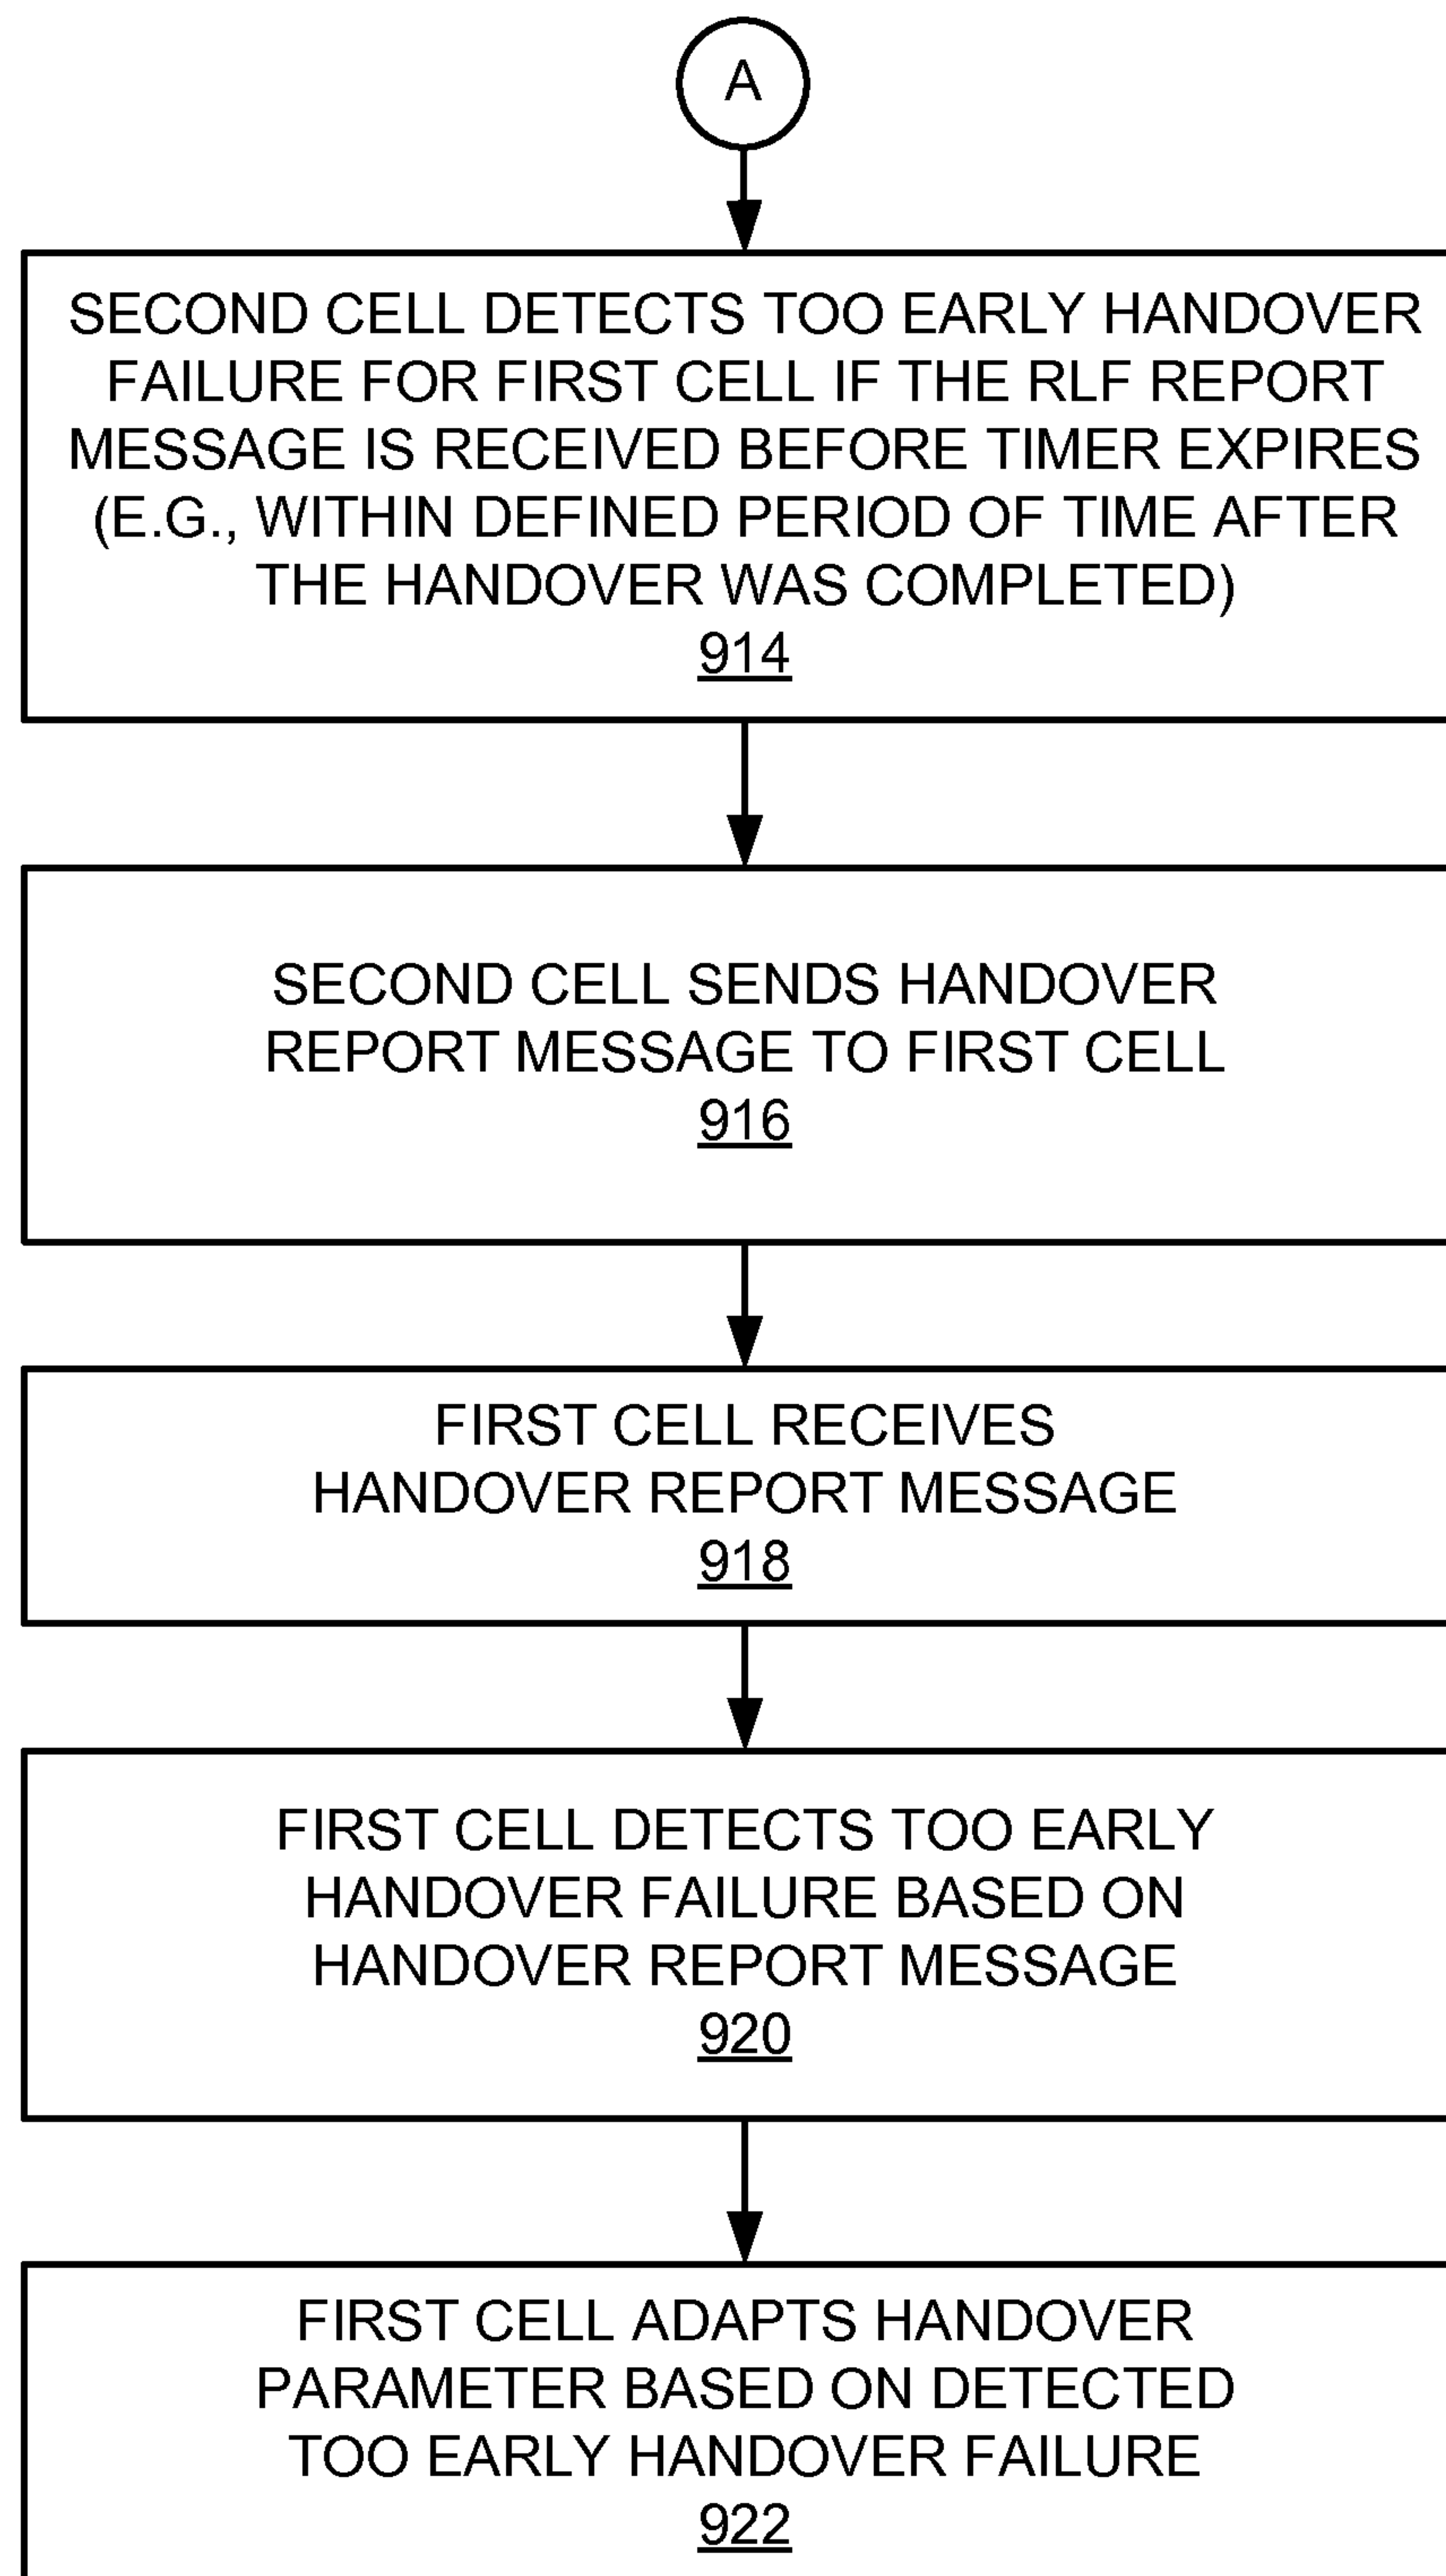 A
SECOND CELL DETECTS TOO EARLY HANDOVER
FAILURE FOR FIRST CELL IF THE RLF REPORT
MESSAGE IS RECEIVED BEFORE TIMER EXPIRES
(E.G., WITHIN DEFINED PERIOD OF TIME AFTER
THE HANDOVER WAS COMPLETED)
914
SECOND CELL SENDS HANDOVER
REPORT MESSAGE TO FIRST CELL
916
FIRST CELL RECEIVES
HANDOVER REPORT MESSAGE
918
FIRST CELL DETECTS TOO EARLY
HANDOVER FAILURE BASED ON
HANDOVER REPORT MESSAGE
920
FIRST CELL ADAPTS HANDOVER
PARAMETER BASED ON DETECTED
TOO EARLY HANDOVER FAILURE
922